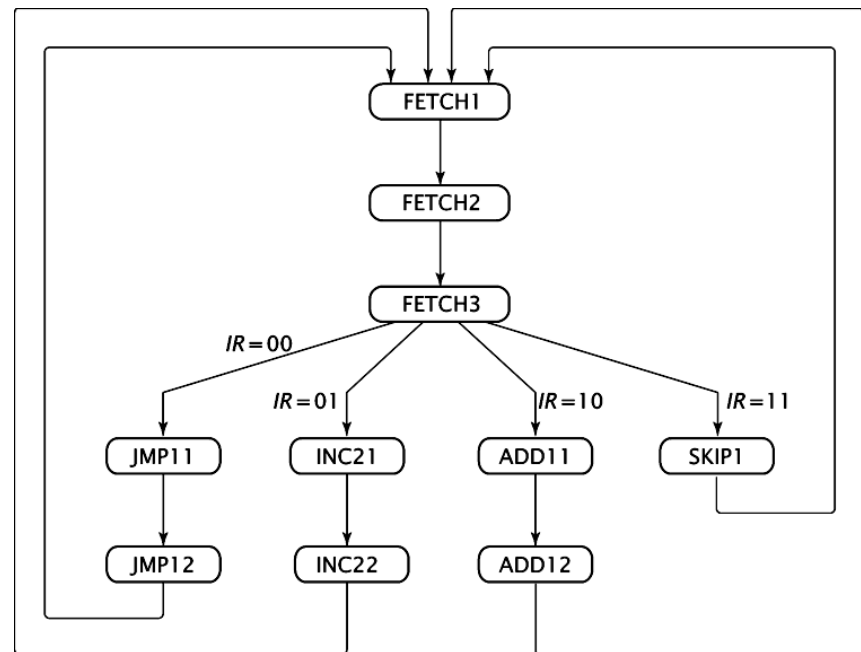 FETCH1
FETCH2
FETCH3
IR=00
IR=01
IR=10
IR=11
JMP11
INC21
ADD11
SKIP1
JMP12
INC22
ADD12